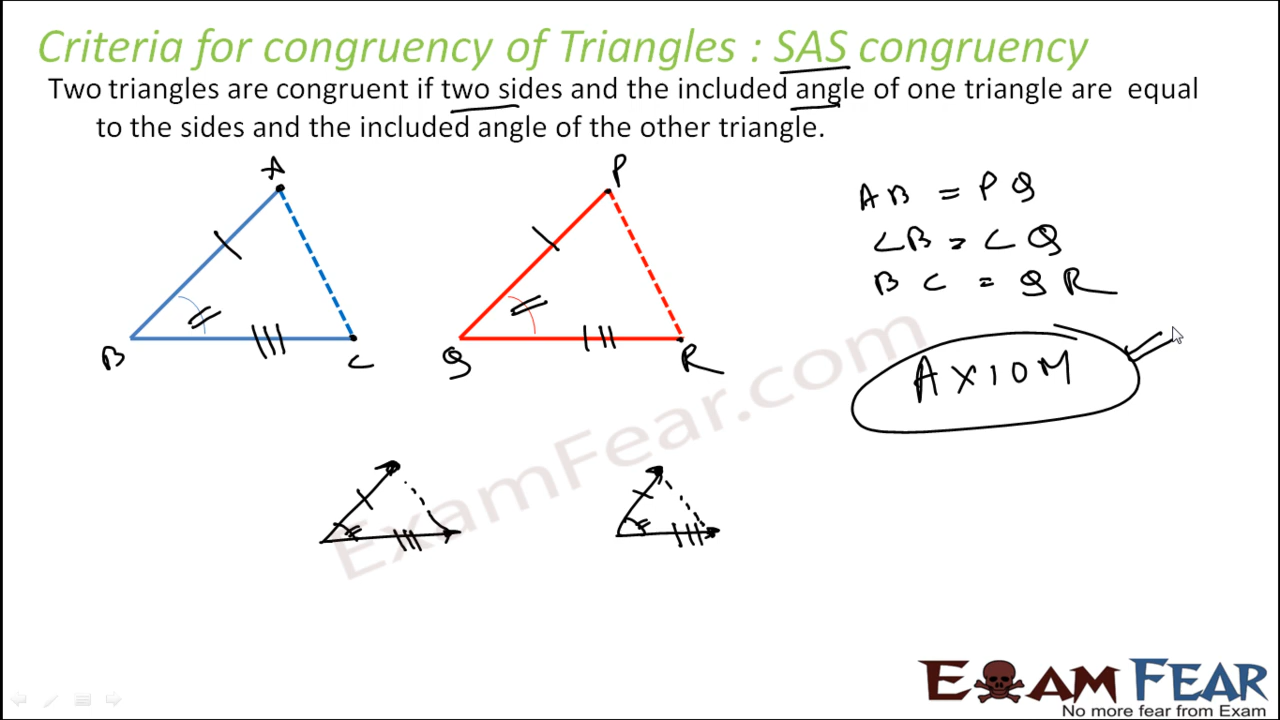 Criteria for congruency of Triangles : SAS congruency
Two triangles are congruent if two sides and the included angle of one triangle are equal
to the sides and the included angle of the other triangle.
A
P
AB = PQ
∠B = ∠Q
BC = QR
B
C
Q
R
AXIOM
ExamFear.com
EXAM FEAR
No more fear from Exam